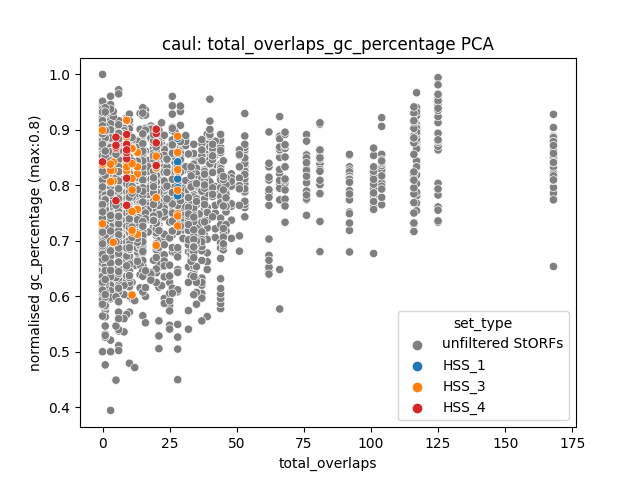 caul: total_overlaps_gc_percentage PCA
normalised gc_percentage (max:0.8)
1.0
0.9
0.8
0.7
0.6
0.5
0.4
set_type
unfiltered StORFs
HSS_1
HSS_3
HSS_4
0 25 50 75 100 125 150 175
total_overlaps